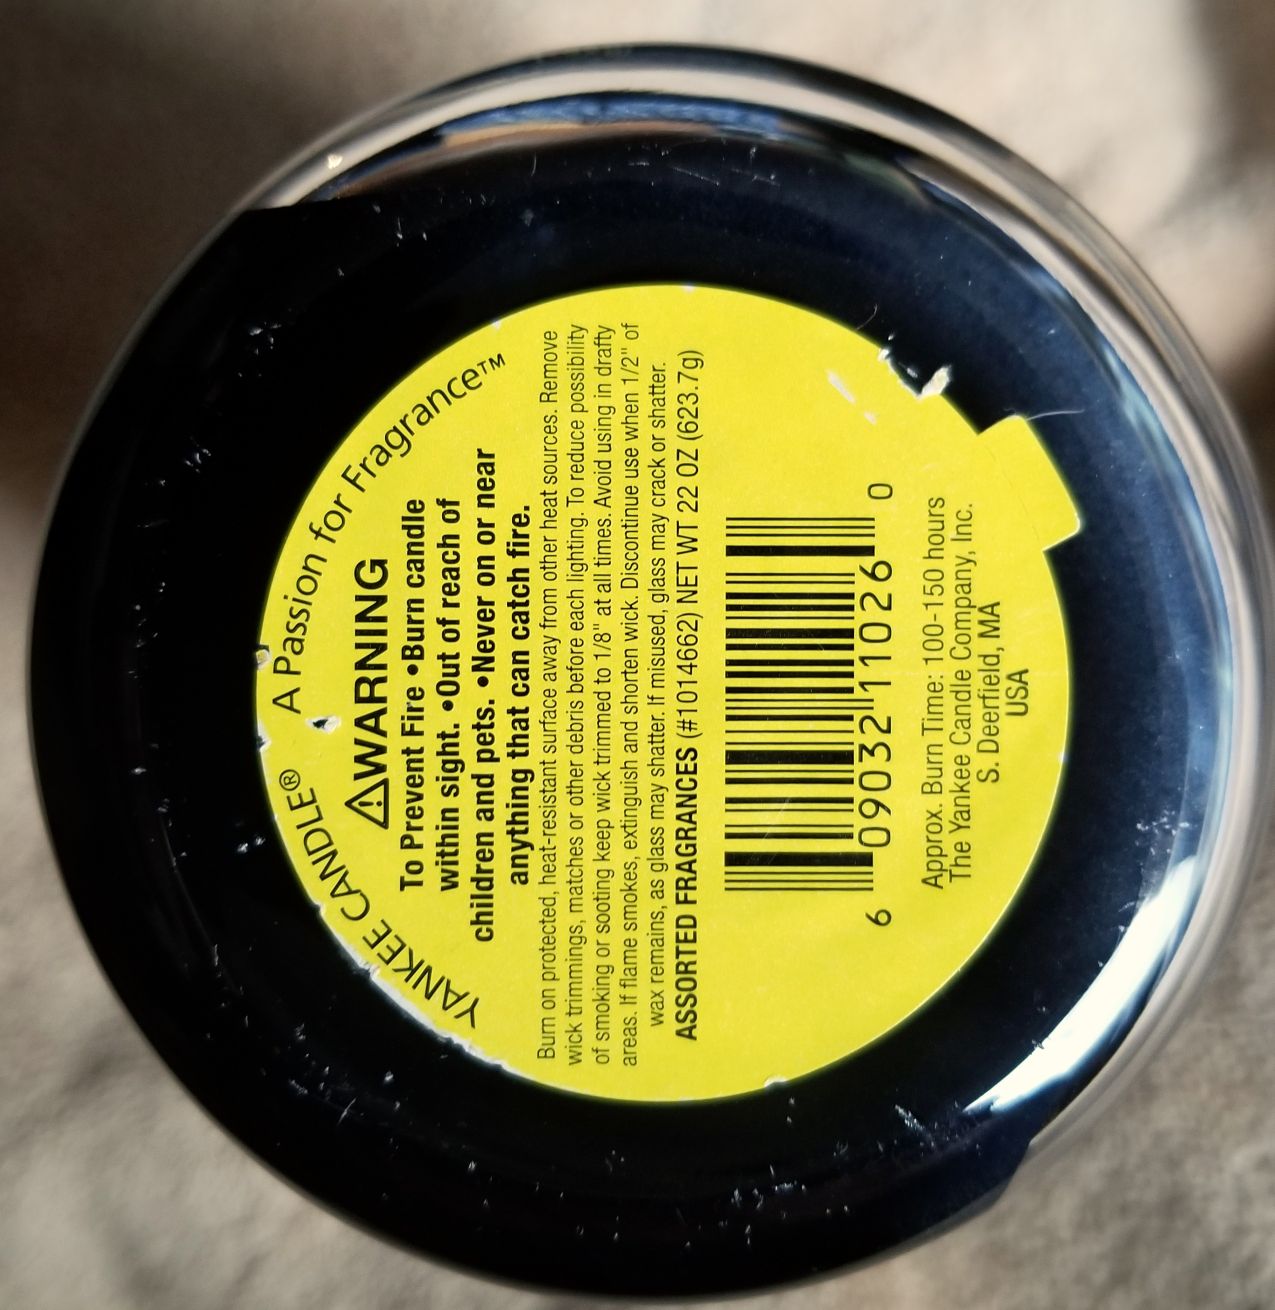 YANKEE CANDLE® A Passion for Fragrance™
⚠WARNING
To Prevent Fire •Burn candle
within sight. •Out of reach of
children and pets. •Never on or near
anything that can catch fire.
Burn on protected, heat-resistant surface away from other heat sources. Remove
wick trimmings, matches or other debris before each lighting. To reduce possibility
of smoking or sooting keep wick trimmed to 1/8" at all times. Avoid using in drafty
areas. If flame smokes, extinguish and shorten wick. Discontinue use when 1/2" of
wax remains, as glass may shatter. If misused, glass may crack or shatter.
ASSORTED FRAGRANCES (#1014662) NET WT 22 OZ (623.7g)
6 09032 11026 0
Approx. Burn Time: 100-150 hours
The Yankee Candle Company, Inc.
S. Deerfield, MA
USA